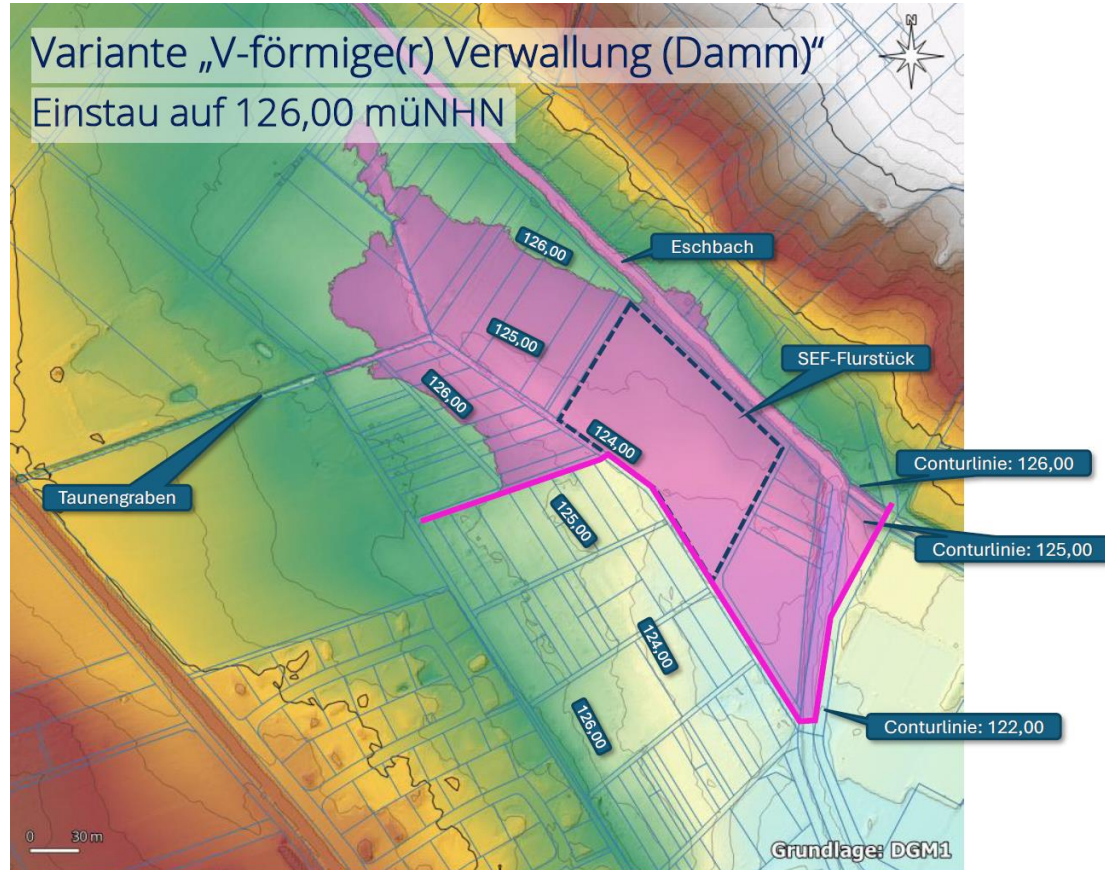 Variante „V-förmige(r) Verwallung (Damm)“
Einstau auf 126,00 müNHN
N
126,00
Eschbach
125,00
SEF-Flurstück
126,00
124,00
Conturlinie: 126,00
Taunengraben
125,00
Conturlinie: 125,00
124,00
126,00
Conturlinie: 122,00
0 30 m
Grundlage: DGM1